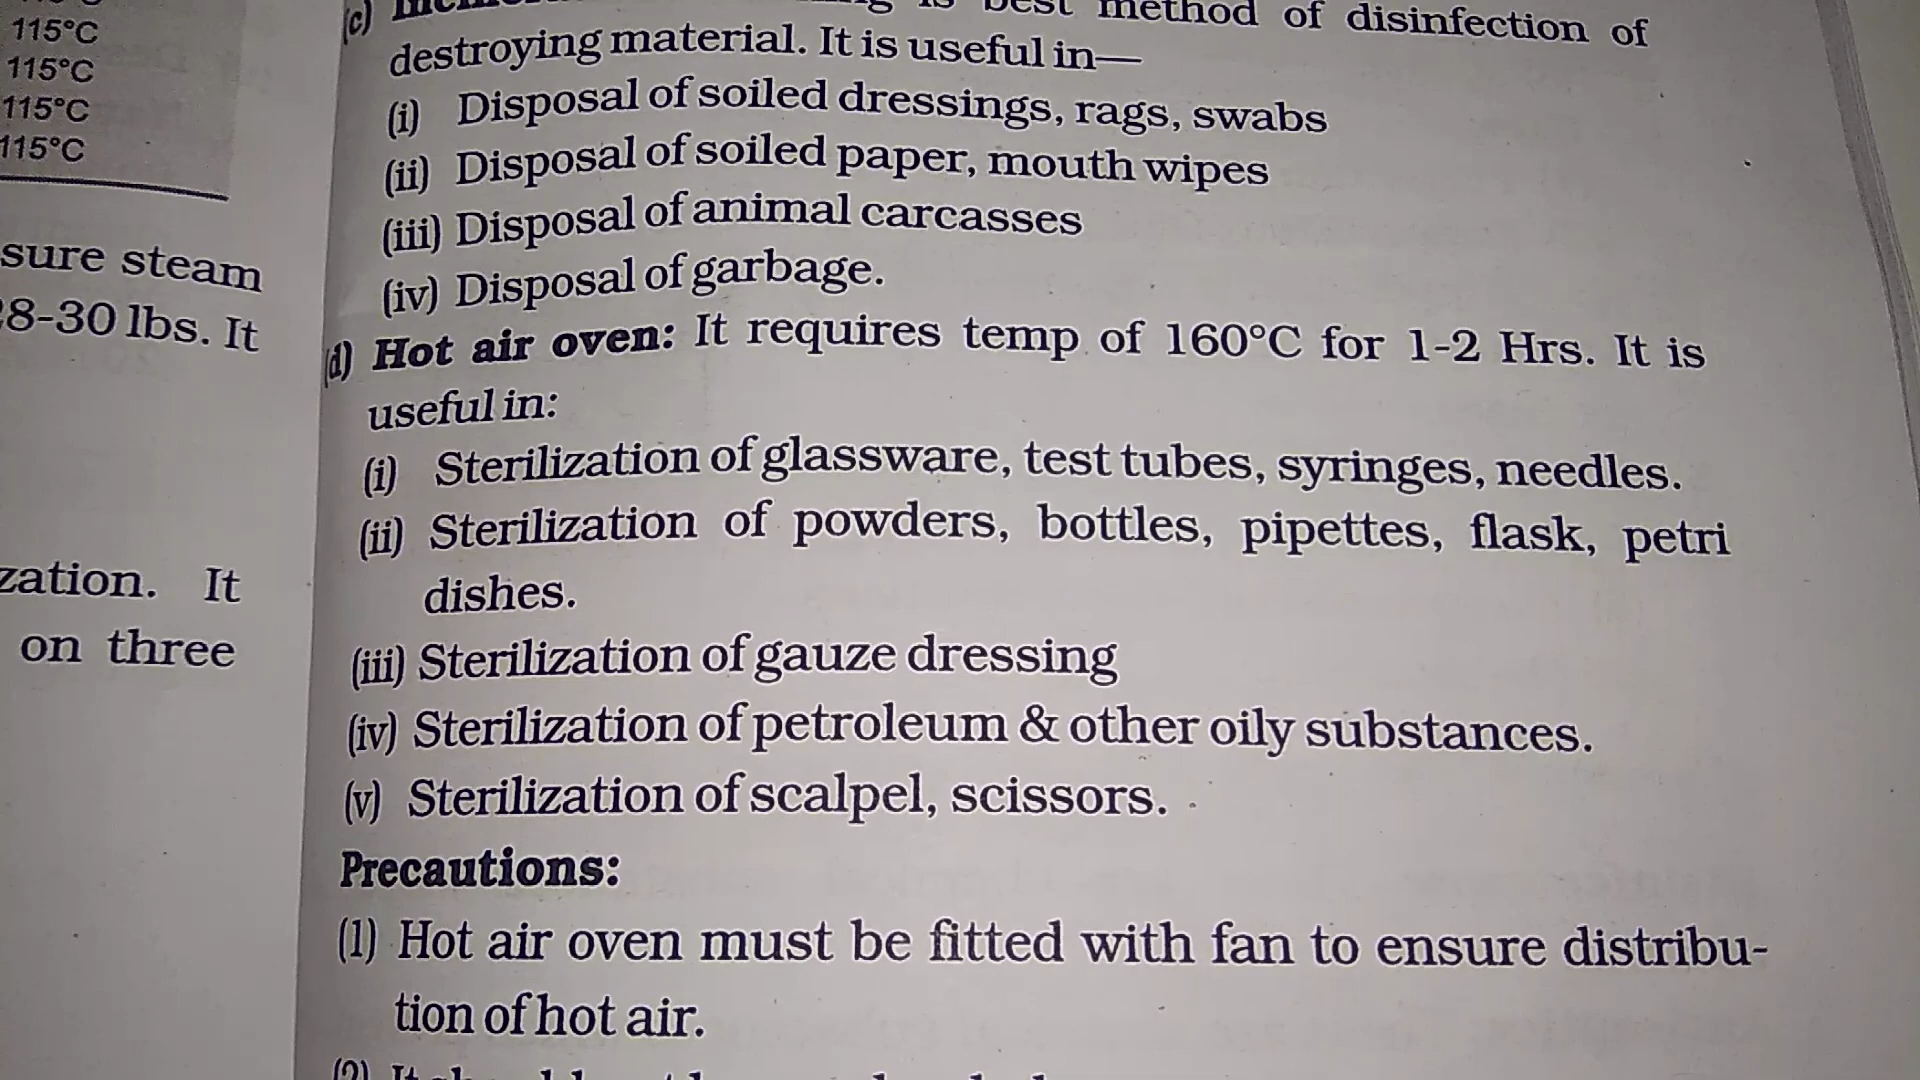 115°C
115°C
115°C
115°C
sure steam
8-30 lbs. It
zation. It
on three
(c) is best method of disinfection of
destroying material. It is useful in—
(i) Disposal of soiled dressings, rags, swabs
(ii) Disposal of soiled paper, mouth wipes
(iii) Disposal of animal carcasses
(iv) Disposal of garbage.
(d) Hot air oven: It requires temp of 160°C for 1-2 Hrs. It is
useful in:
(i) Sterilization of glassware, test tubes, syringes, needles.
(ii) Sterilization of powders, bottles, pipettes, flask, petri
dishes.
(iii) Sterilization of gauze dressing
(iv) Sterilization of petroleum & other oily substances.
(v) Sterilization of scalpel, scissors.
Precautions:
(1) Hot air oven must be fitted with fan to ensure distribu-
tion of hot air.
(2) It